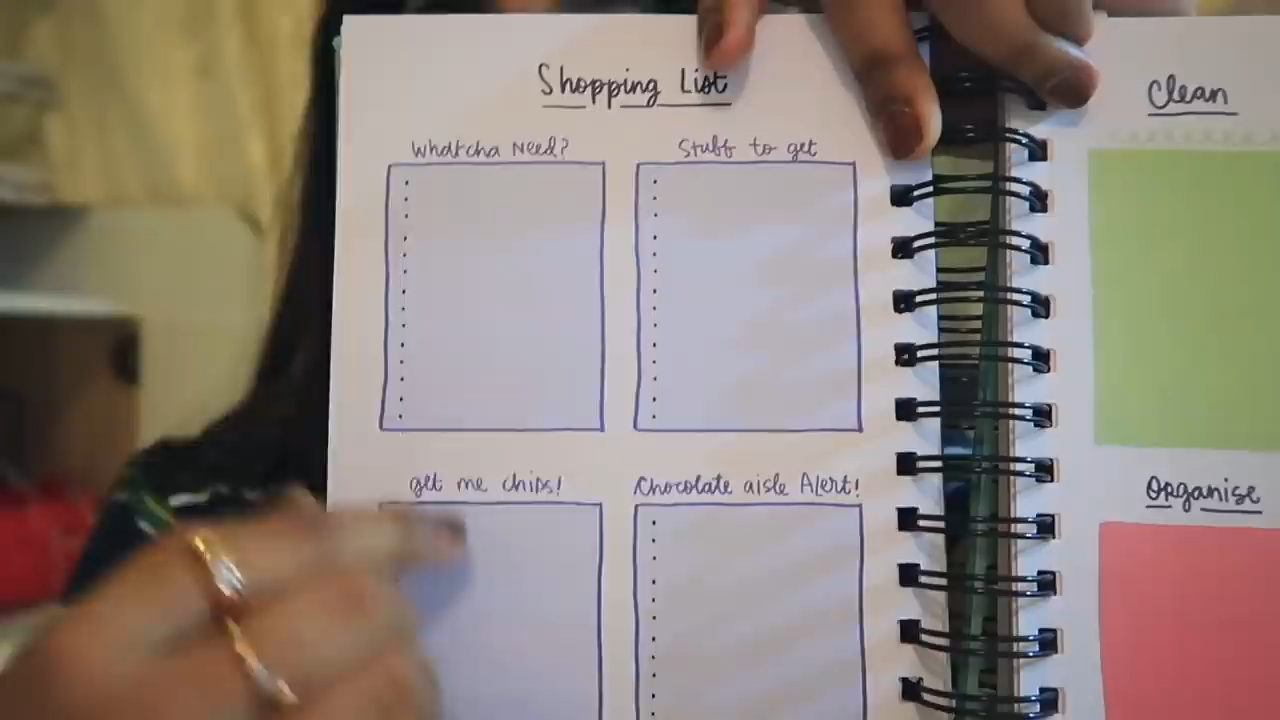 Shopping List
Whatcha Need?
Stuff to get
get me chips!
Chocolate aisle Alert!
Clean
Organise